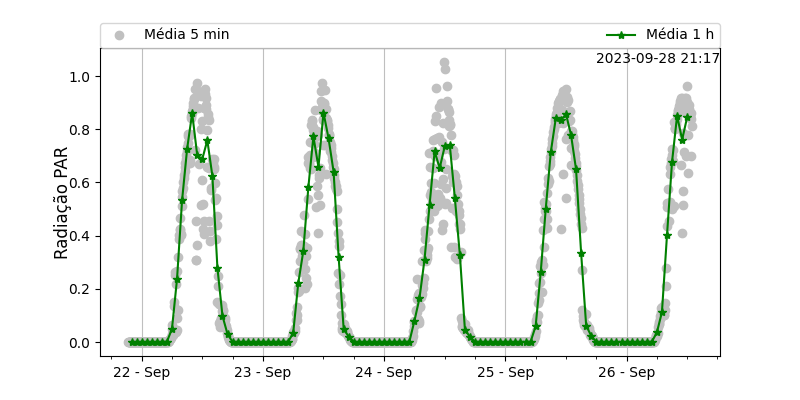 Média 5 min
Média 1 h
2023-09-28 21:17
Radiação PAR
1.0
0.8
0.6
0.4
0.2
0.0
22 - Sep
23 - Sep
24 - Sep
25 - Sep
26 - Sep